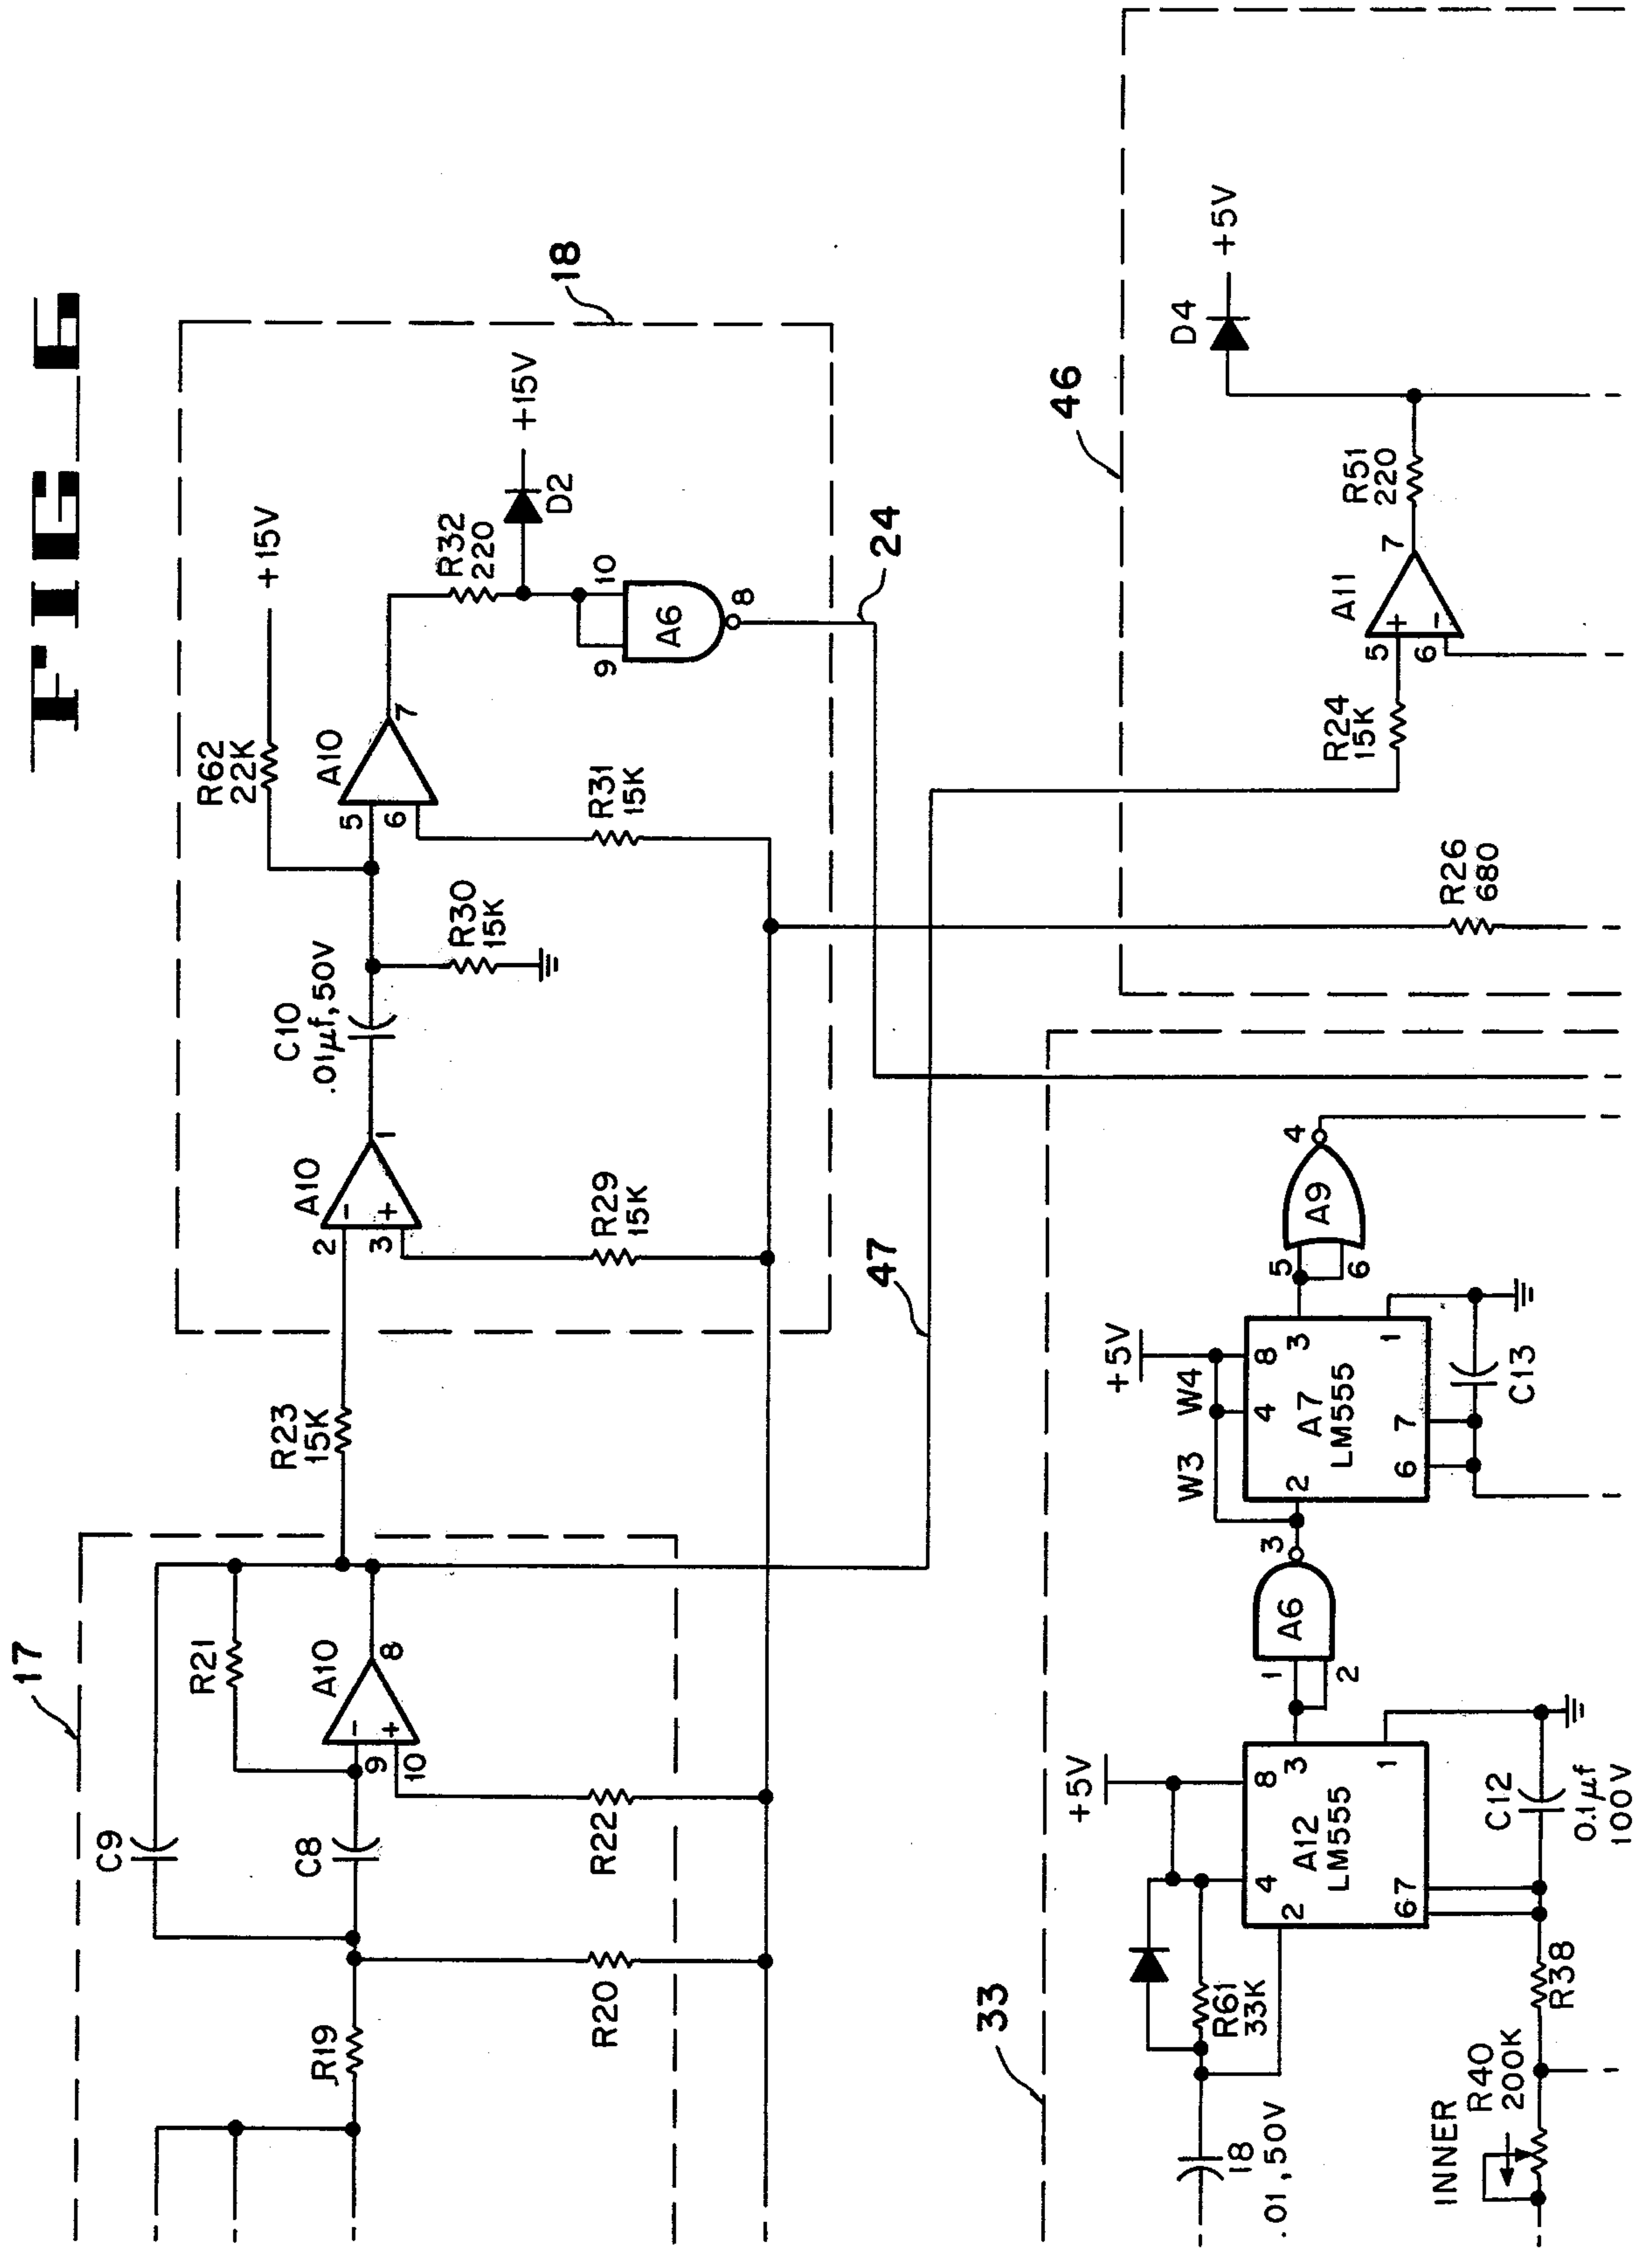 FIG 6
17
C9
R21
C8
A10
9
10
8
R19
R20
R22
R23
15K
18
A10
2
3
1
R29
15K
C10
.01µf, 50V
R30
15K
R62
22K
+15V
A10
5
6
7
R31
15K
R32
220
D2
+15V
9
10
A6
8
24
47
46
R24
15K
A11
5
6
7
R51
220
D4
+5V
R26
680
33
18
.01, 50V
R61
33K
+5V
A12
LM555
2
4
8
3
1
6
7
INNER
R40
200K
R38
C12
0.1µf
100V
1
2
A6
3
W3
W4
+5V
A7
LM555
2
4
8
3
1
6
7
C13
5
6
A9
4